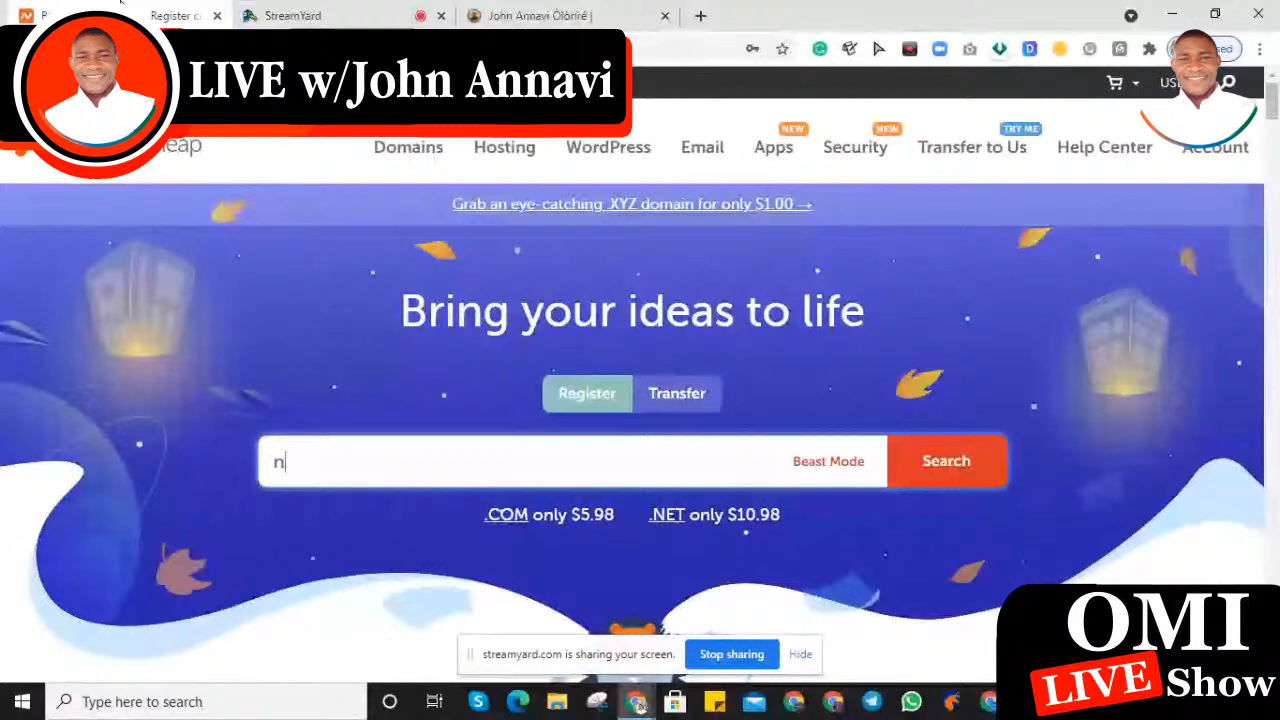 Register c
StreamYard
John Annavi Ọlọ́rìíré |
LIVE w/John Annavi
heap
Domains Hosting WordPress Email Apps NEW Security NEW Transfer to Us TRY ME Help Center Account
Grab an eye-catching .XYZ domain for only $1.00 →
Bring your ideas to life
Register Transfer
n
Beast Mode
Search
.COM only $5.98 .NET only $10.98
streamyard.com is sharing your screen. Stop sharing Hide
OMI
LIVE Show
Type here to search